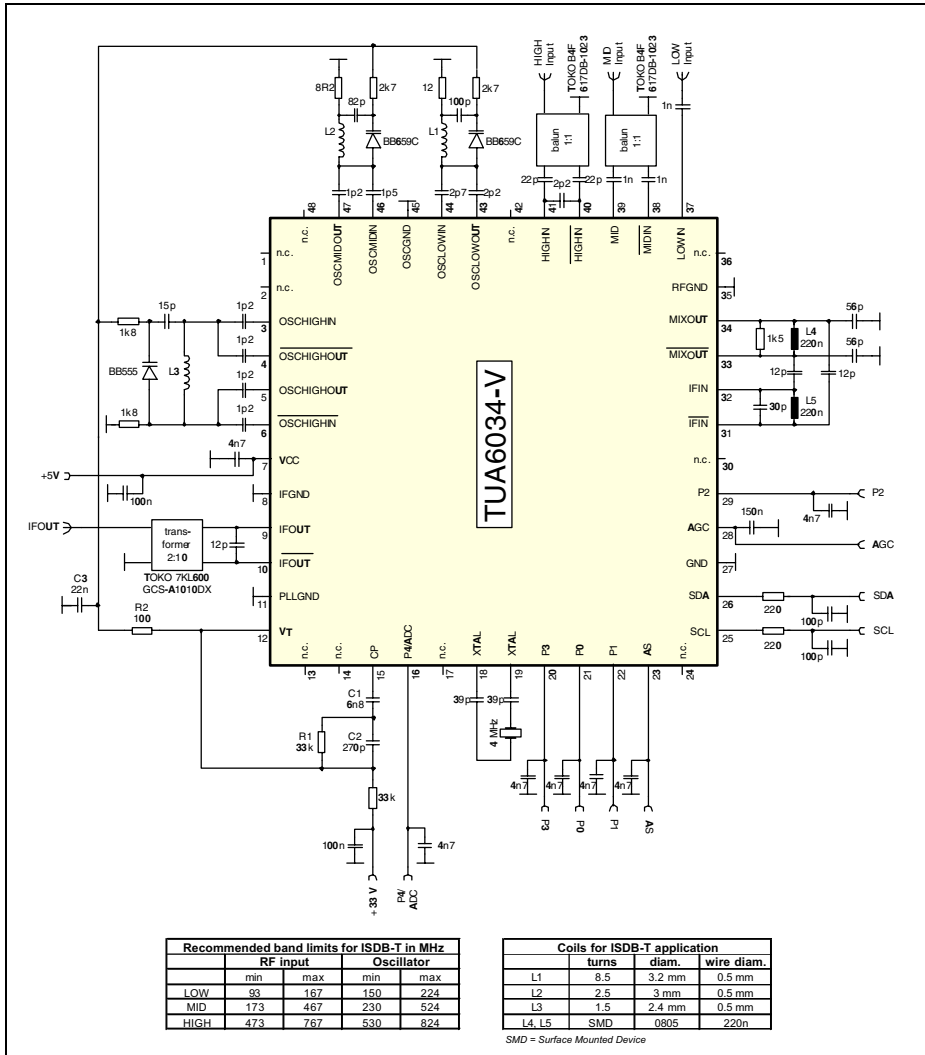 HIGH Input
TOKO B4F 617DB-1023
MID Input
TOKO B4F 617DB-1023
LOW Input
8R2
2k7
12
2k7
82p
100p
1n
L2
BB659C
L1
BB659C
balun 1:1
balun 1:1
22p
22p
1n
1n
2p2
1p2
1p5
2p7
2p2
48
47
46
45
44
43
42
41
40
39
38
37
n.c.
OSCMIDOUT
OSCMIDIN
OSCGND
OSCLOWIN
OSCLOWOUT
n.c.
HIGHIN
HIGHIN
MID
MIDIN
LOWIN
1
n.c.
n.c.
36
2
n.c.
RFGND
35
15p
1p2
1k8
3
OSCHIGHIN
MIXOUT
34
56p
1k5
L4
220n
1p2
4
OSCHIGHOUT
MIXOUT
33
56p
BB555
L3
1p2
5
OSCHIGHOUT
12p
12p
IFIN
32
1p2
1k8
6
OSCHIGHIN
30p
L5
220n
IFIN
31
4n7
7
VCC
n.c.
30
+5V
100n
8
IFGND
P2
29
P2
4n7
IFOUT
trans-
former
2:10
12p
9
IFOUT
AGC
28
150n
AGC
10
IFOUT
GND
27
TOKO 7KL600
GCS-A1010DX
C3
22n
11
PLLGND
SDA
26
220
SDA
100p
R2
100
12
VT
SCL
25
220
SCL
100p
TUA6034-V
n.c.
n.c.
CP
P4/ADC
n.c.
XTAL
XTAL
P3
P0
P1
AS
n.c.
13
14
15
16
17
18
19
20
21
22
23
24
C1
6n8
39p
39p
R1
33k
C2
270p
4 MHz
33k
4n7
4n7
4n7
4n7
P3
P0
P1
AS
100n
4n7
+33 V
P4/
ADC
Recommended band limits for ISDB-T in MHz
RF input Oscillator
min max min max
LOW 93 167 150 224
MID 173 467 230 524
HIGH 473 767 530 824
Coils for ISDB-T application
turns diam. wire diam.
L1 8.5 3.2 mm 0.5 mm
L2 2.5 3 mm 0.5 mm
L3 1.5 2.4 mm 0.5 mm
L4, L5 SMD 0805 220n
SMD = Surface Mounted Device